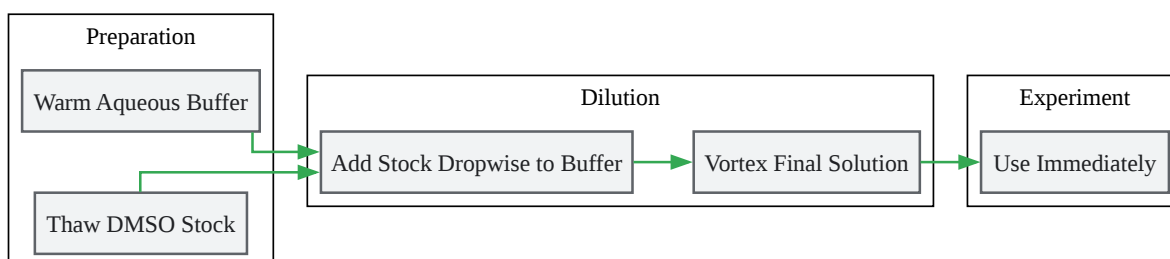 Preparation
Warm Aqueous Buffer
Thaw DMSO Stock
Dilution
Add Stock Dropwise to Buffer
Vortex Final Solution
Experiment
Use Immediately